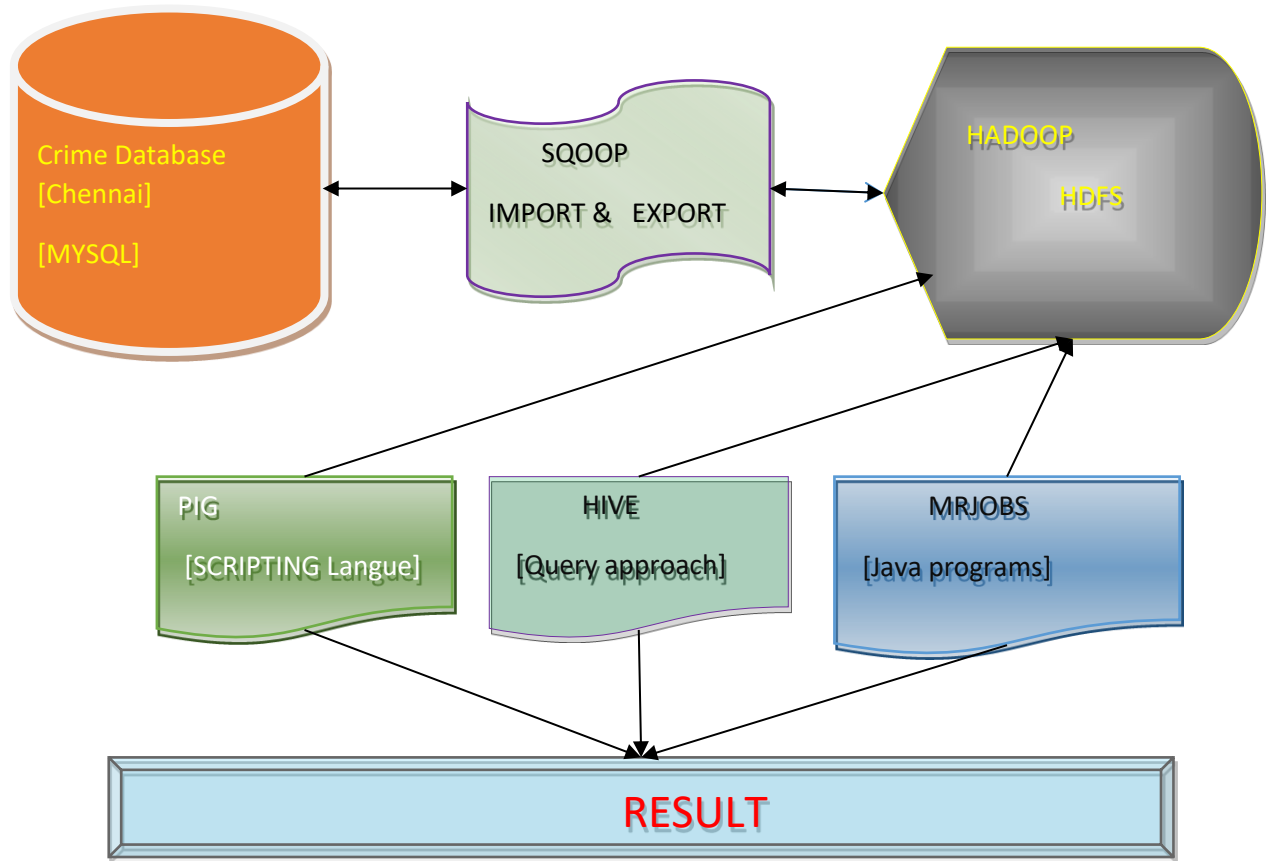 Crime Database
[Chennai]
[MYSQL]
SQOOP
IMPORT & EXPORT
HADOOP
HDFS
PIG
[SCRIPTING Langue]
HIVE
[Query approach]
MRJOBS
[Java programs]
RESULT